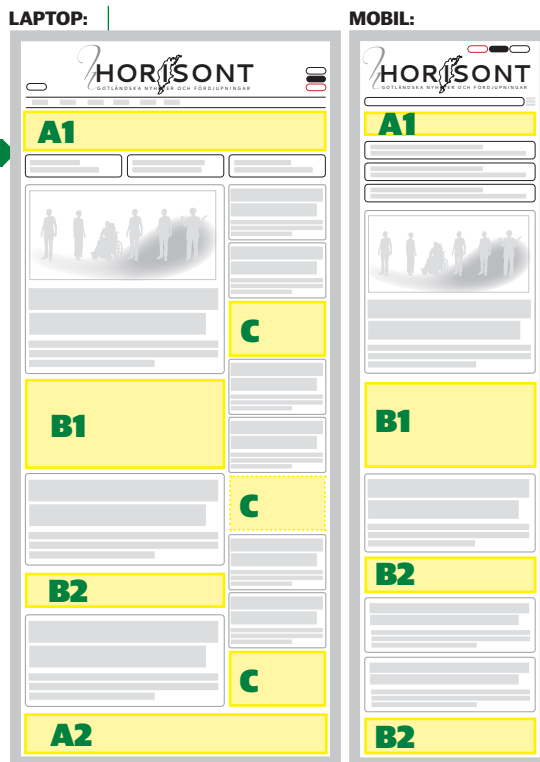 LAPTOP:
HORISONT
GOTLÄNDSKA NYHETER OCH FÖRDJUPNINGAR
A1
C
B1
C
B2
C
A2
MOBIL:
HORISONT
GOTLÄNDSKA NYHETER OCH FÖRDJUPNINGAR
A1
B1
B2
B2